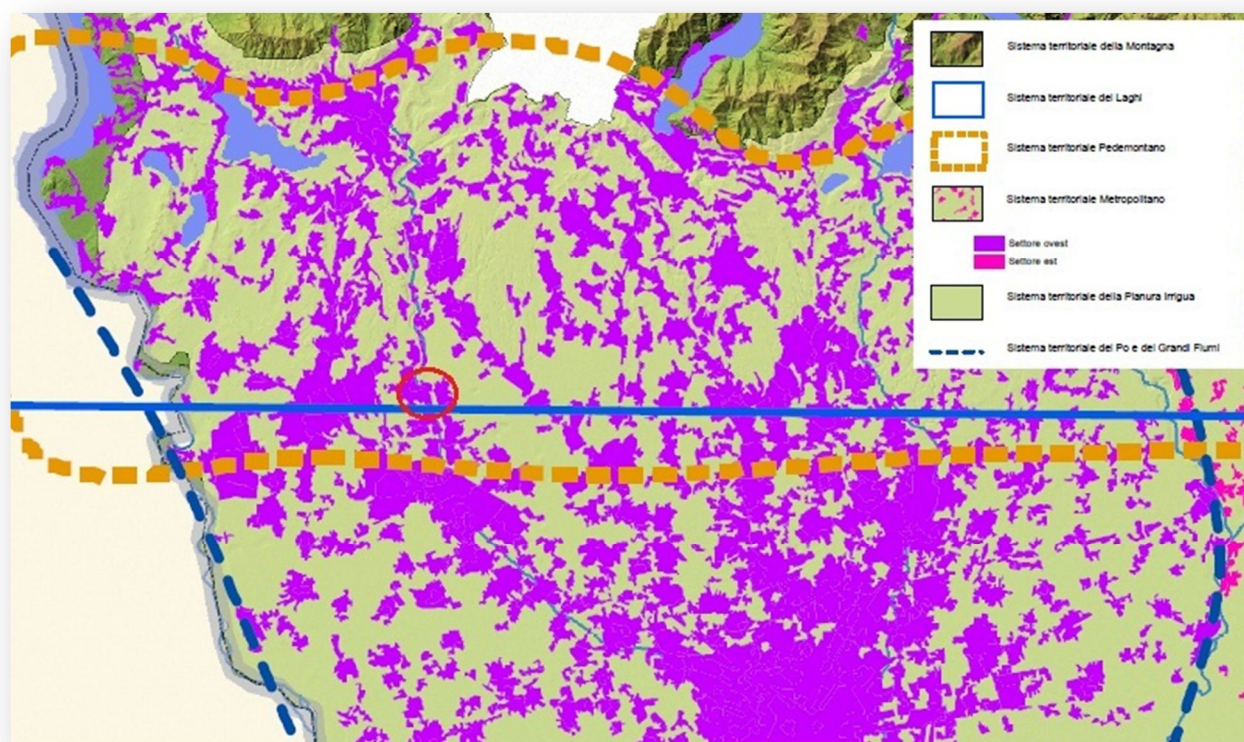 Sistema territoriale della Montagna
Sistema territoriale dei Laghi
Sistema territoriale Pedemontano
Sistema territoriale Metropolitano
Settore ovest
Settore est
Sistema territoriale della Pianura Irrigua
Sistema territoriale del Po e dei Grandi Fiumi